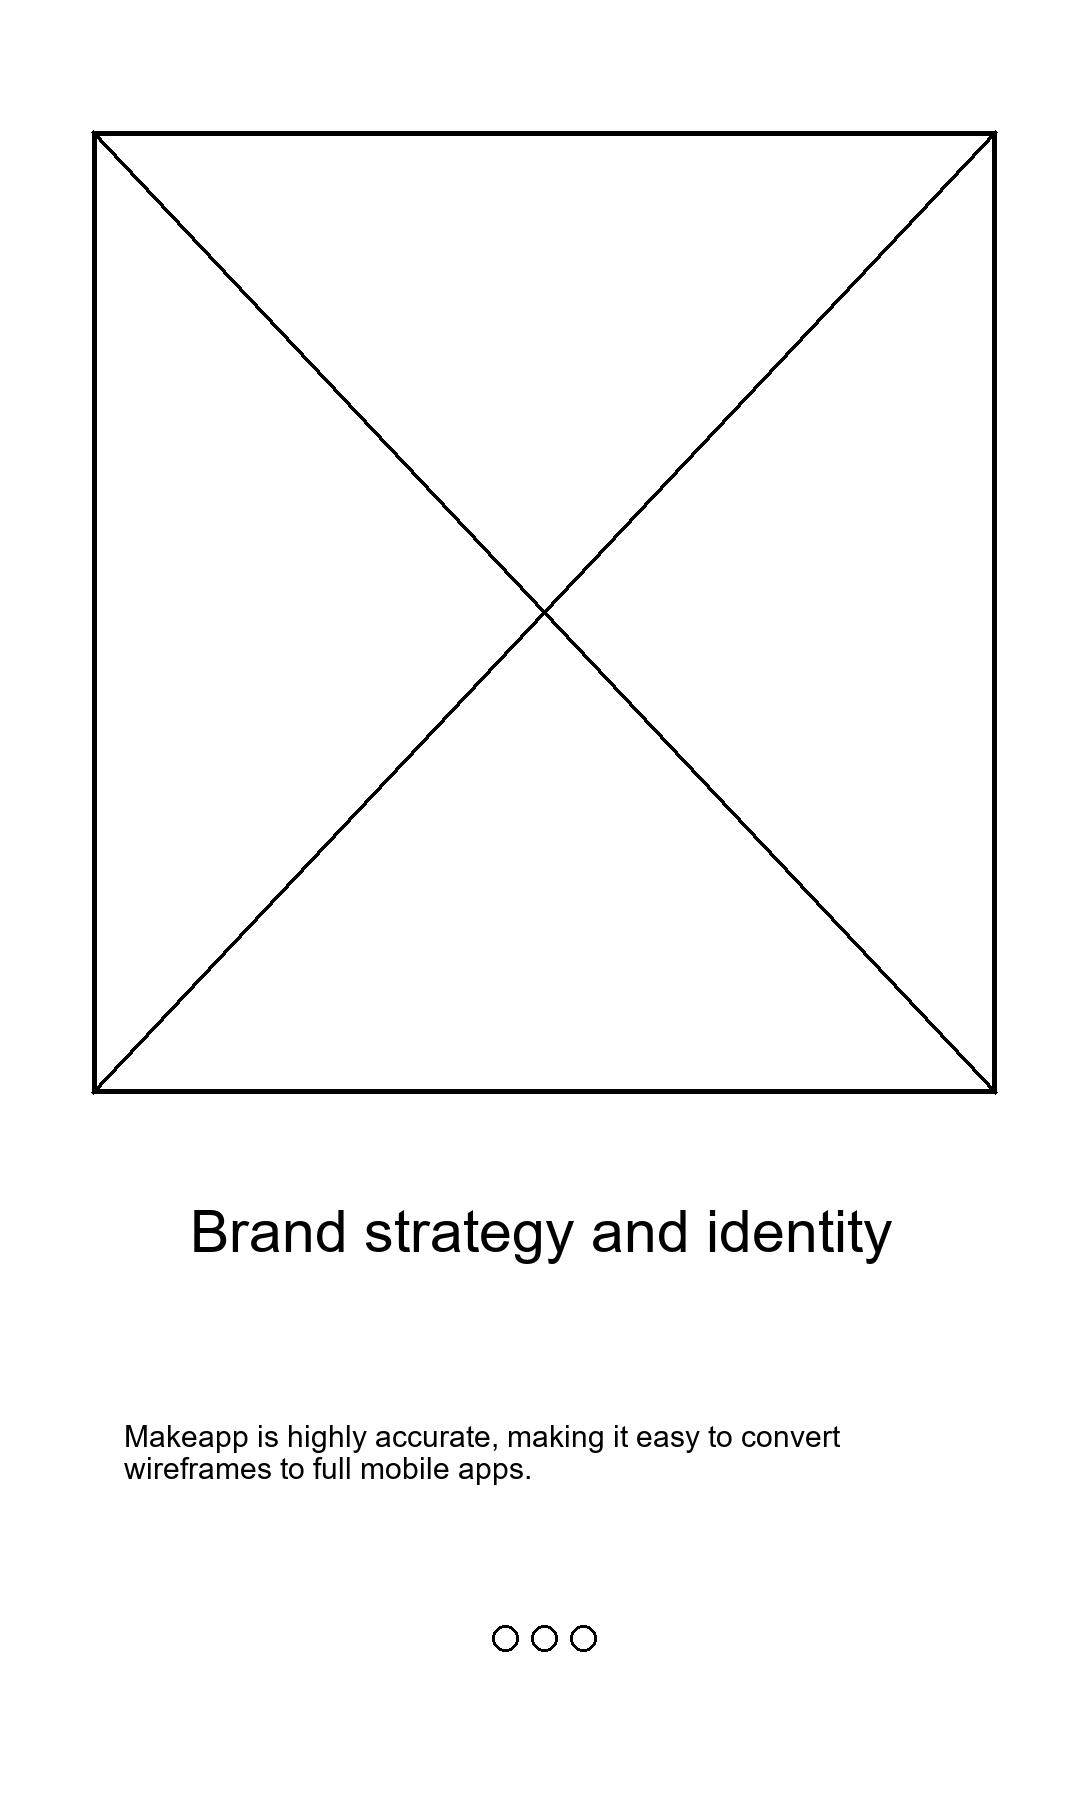 Brand strategy and identity
Makeapp is highly accurate, making it easy to convert
wireframes to full mobile apps.